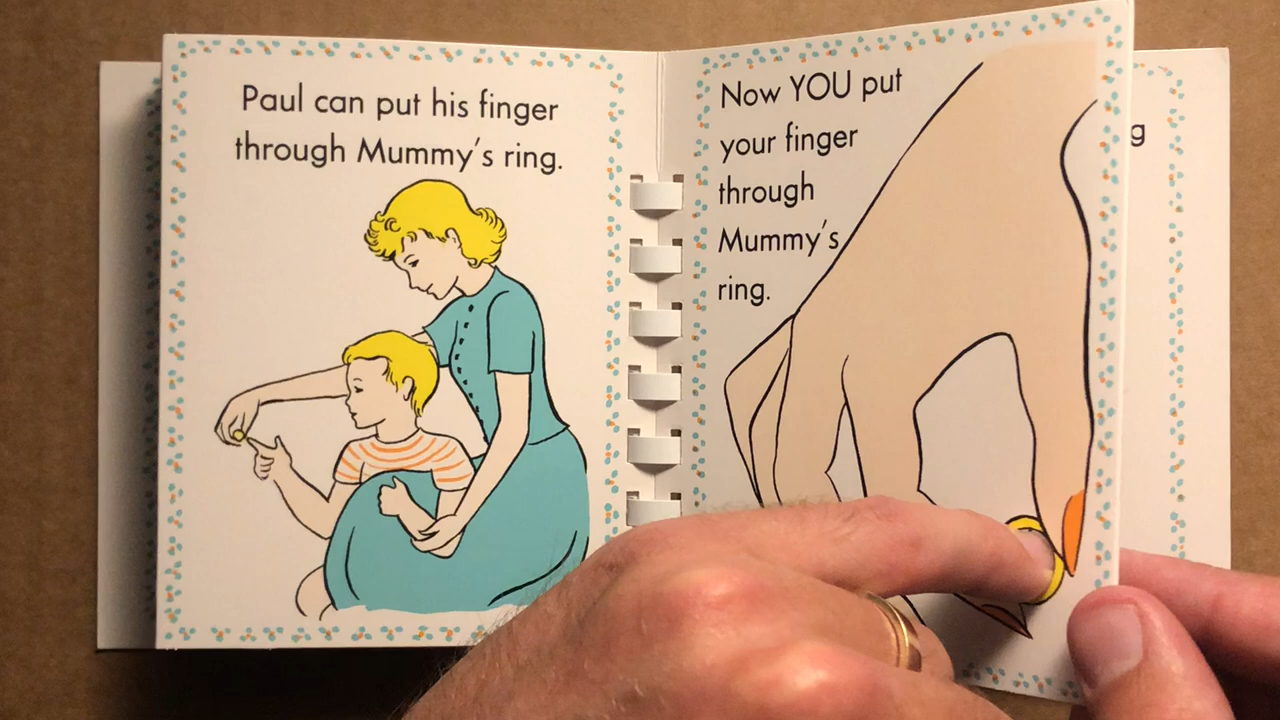 Paul can put his finger
through Mummy's ring.
Now YOU put
your finger
through
Mummy's
ring.
g